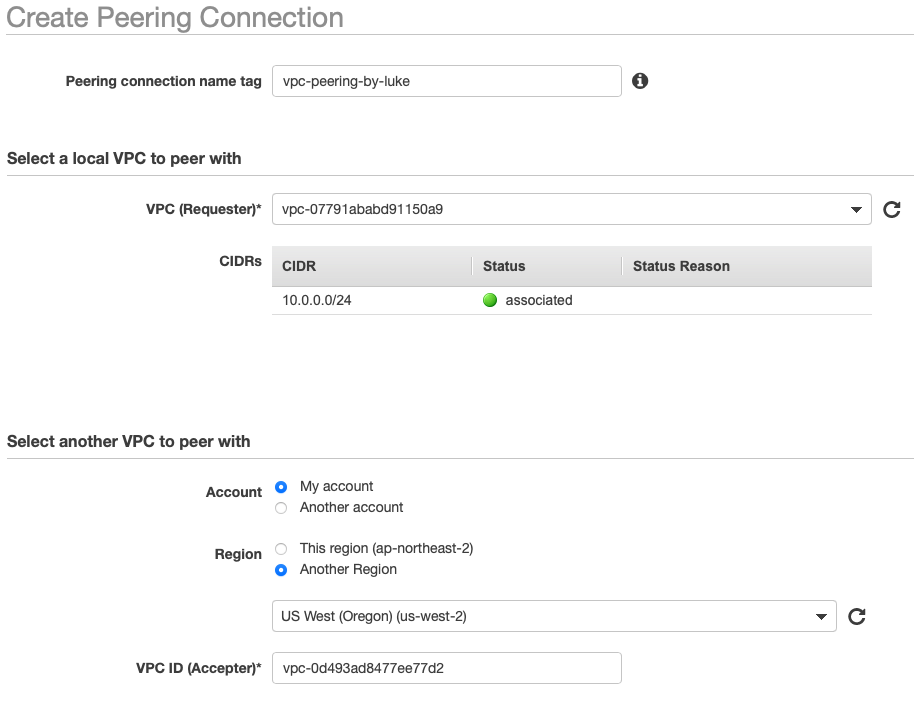 Create Peering Connection
Peering connection name tag vpc-peering-by-luke
Select a local VPC to peer with
VPC (Requester)* vpc-07791ababd91150a9
CIDRs CIDR Status Status Reason
10.0.0.0/24 associated
Select another VPC to peer with
Account My account
Another account
Region This region (ap-northeast-2)
Another Region
US West (Oregon) (us-west-2)
VPC ID (Accepter)* vpc-0d493ad8477ee77d2